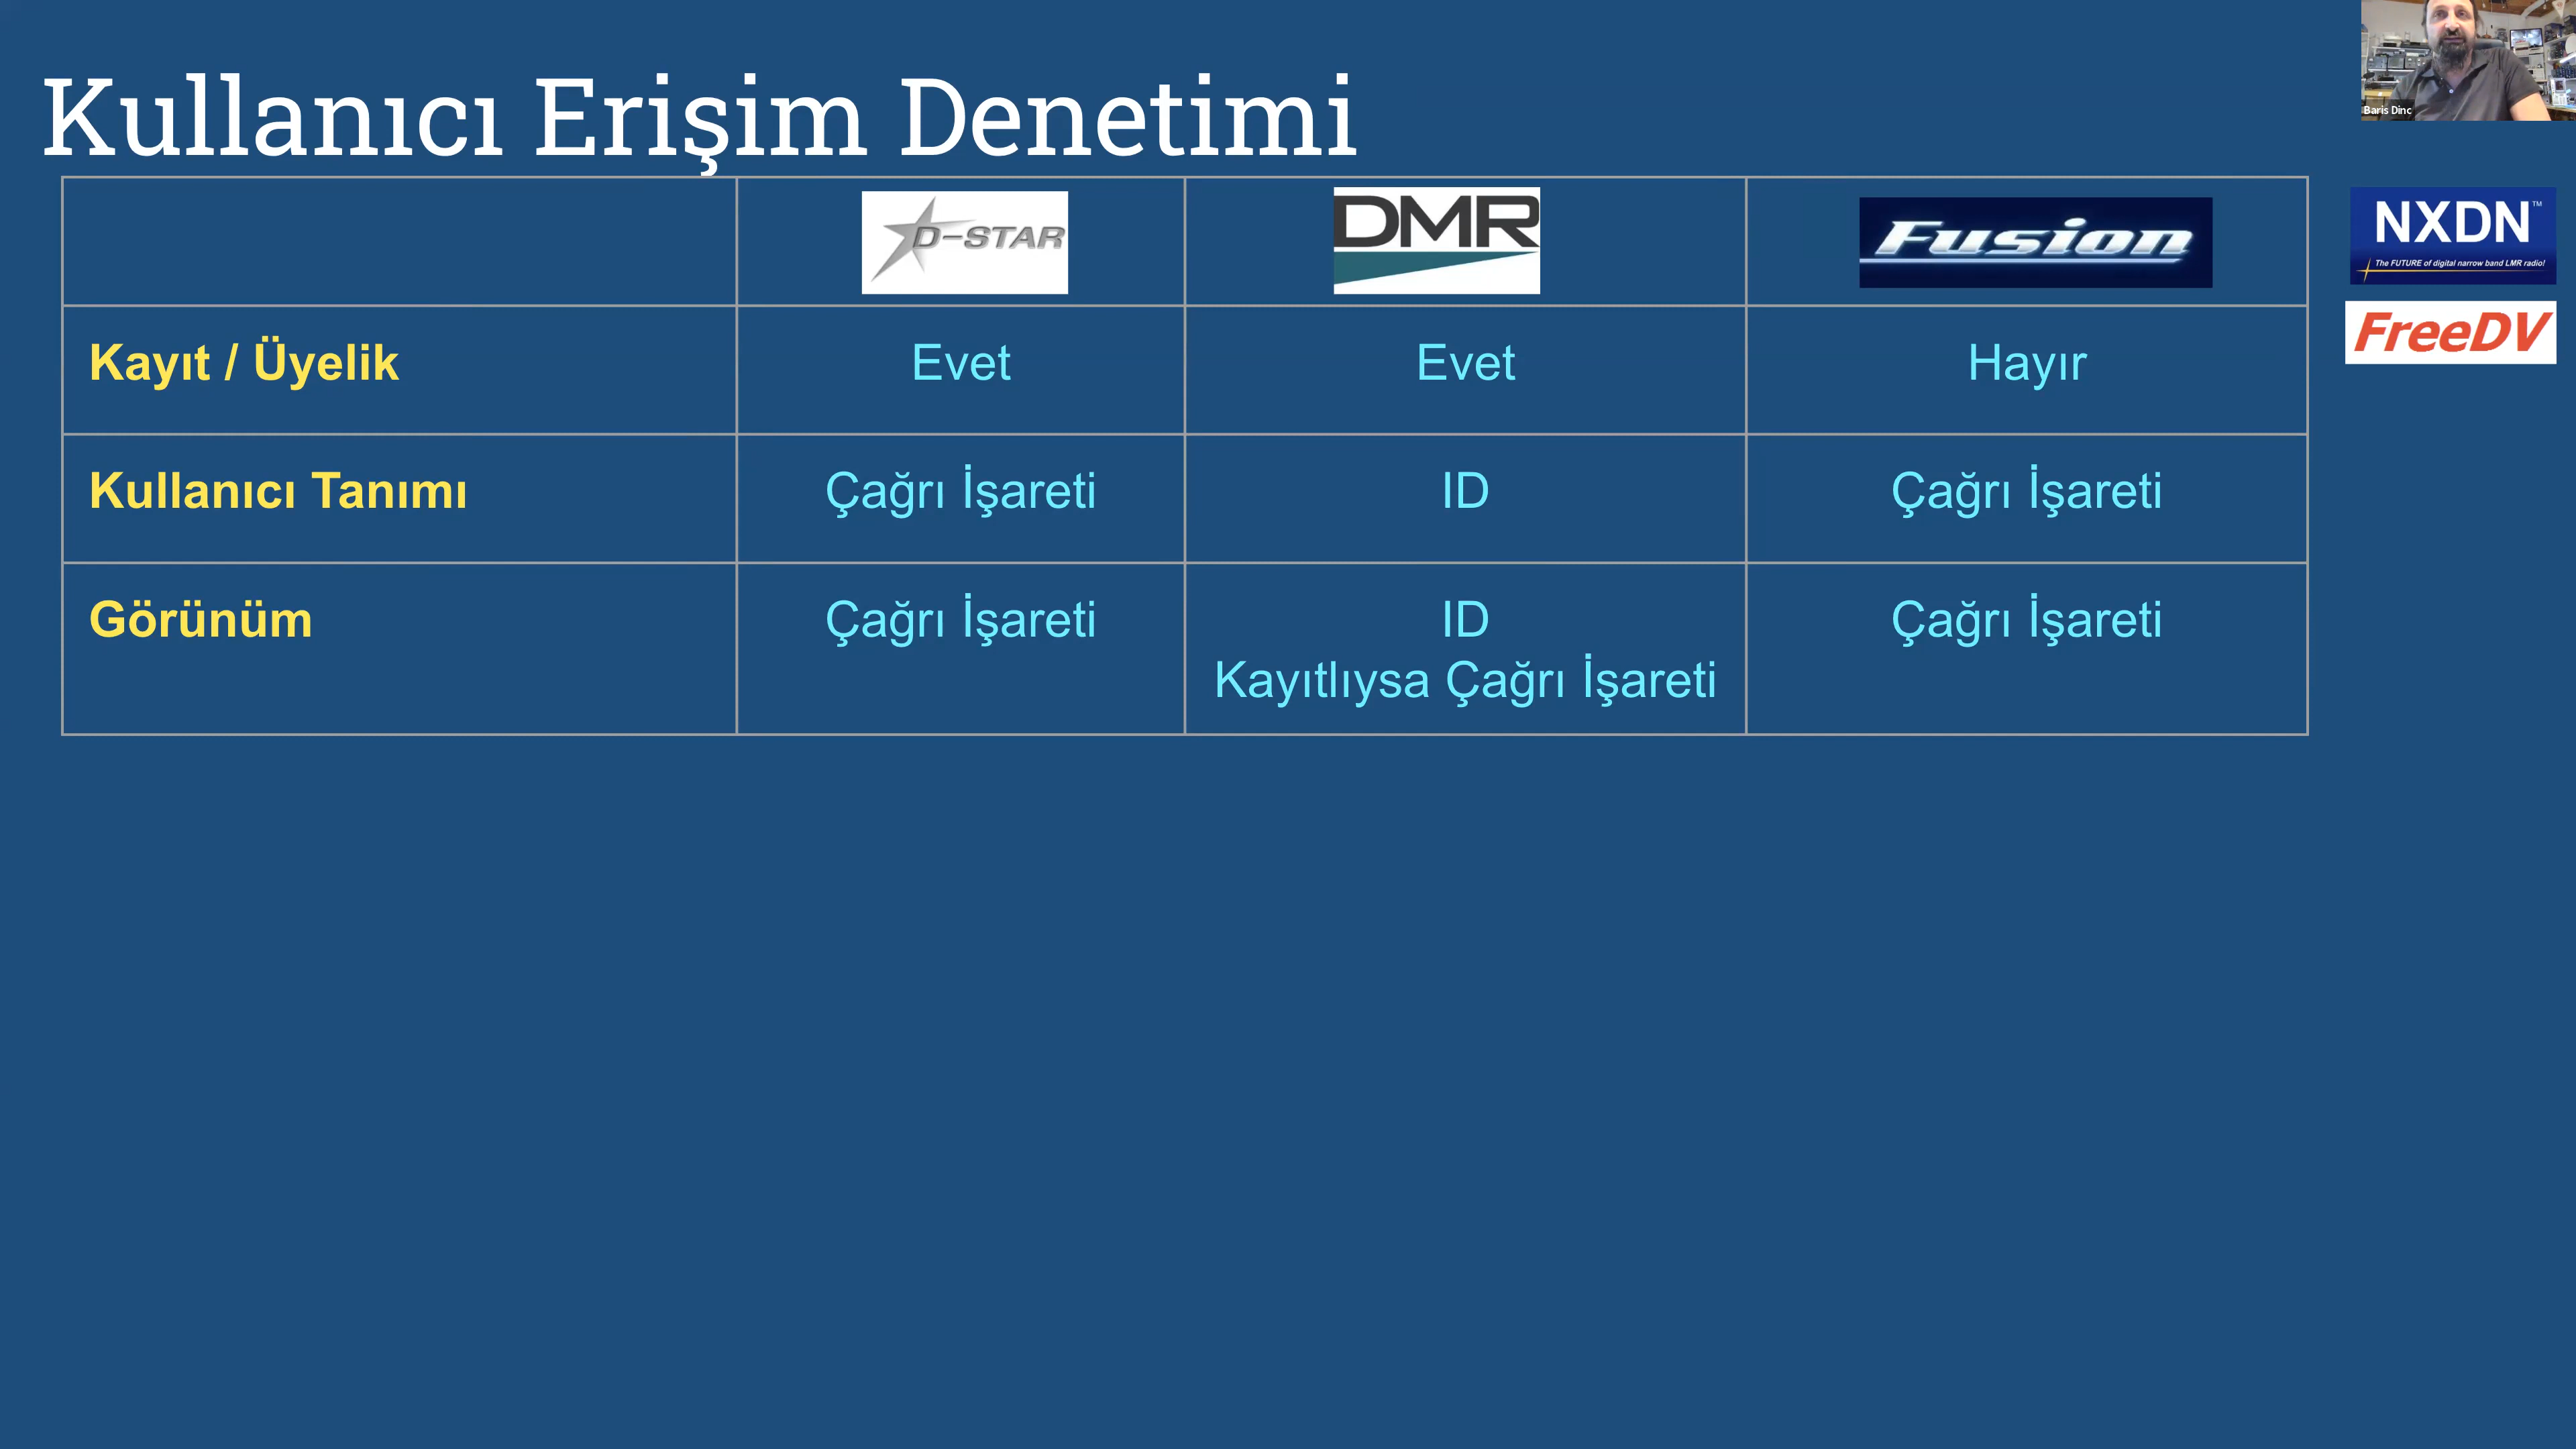 Kullanıcı Erişim Denetimi
Baris Dinc
D-STAR
DMR
Fusion
NXDN™
The FUTURE of digital narrow band LMR radio!
FreeDV
Kayıt / Üyelik
Evet
Evet
Hayır
Kullanıcı Tanımı
Çağrı İşareti
ID
Çağrı İşareti
Görünüm
Çağrı İşareti
ID
Kayıtlıysa Çağrı İşareti
Çağrı İşareti